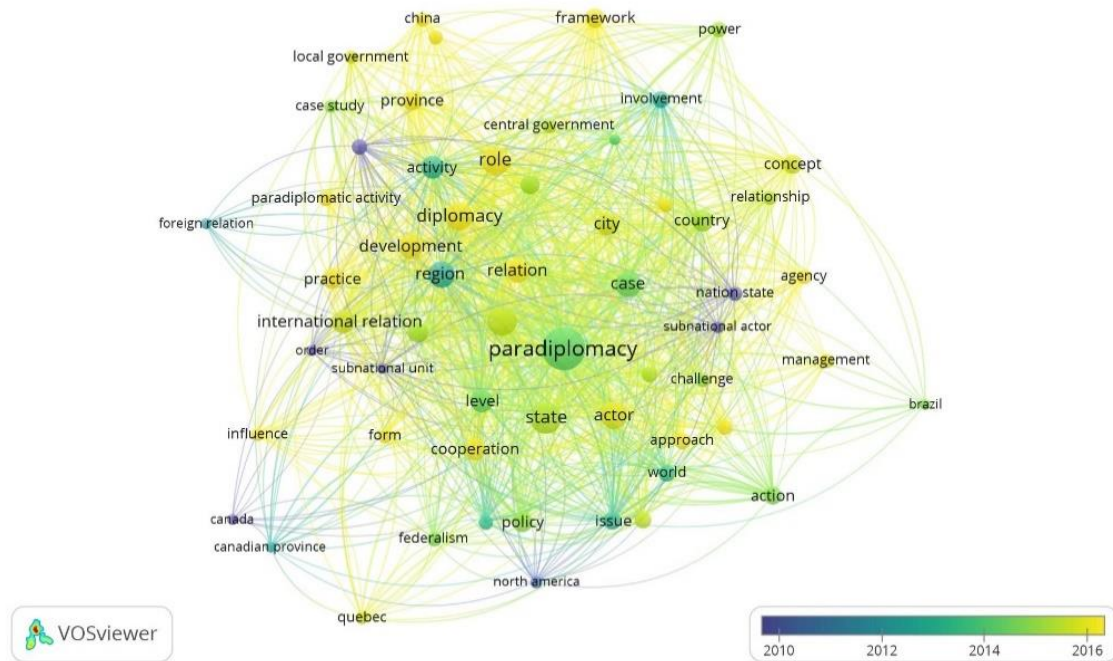 china
framework
power
local government
case study
province
involvement
central government
activity
role
concept
paradiplomatic activity
relationship
foreign relation
diplomacy
city
country
development
region
relation
case
practice
agency
nation state
international relation
subnational actor
order
paradiplomacy
subnational unit
management
challenge
level
brazil
state
actor
influence
form
cooperation
approach
world
action
canada
policy
issue
canadian province
federalism
north america
quebec
VOSviewer
2010 2012 2014 2016